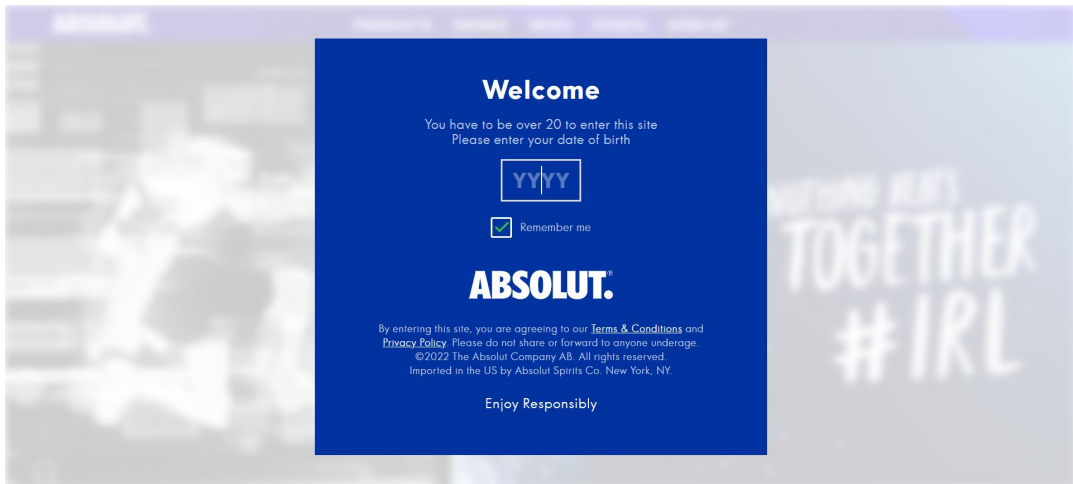 ABSOLUT.
Welcome
You have to be over 20 to enter this site
Please enter your date of birth
YYYY
Remember me
ABSOLUT.®
By entering this site, you are agreeing to our Terms & Conditions and
Privacy Policy. Please do not share or forward to anyone underage.
©2022 The Absolut Company AB. All rights reserved.
Imported in the US by Absolut Spirits Co. New York, NY.
Enjoy Responsibly
TOGETHER
#IRL